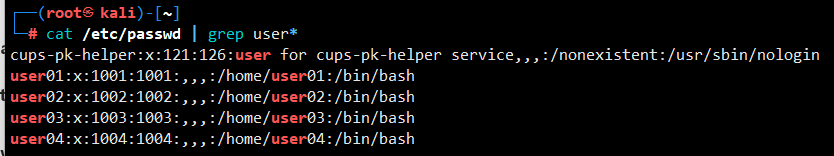 (root㉿kali)-[~]
# cat /etc/passwd | grep user*
cups-pk-helper:x:121:126:user for cups-pk-helper service,,,:/nonexistent:/usr/sbin/nologin
user01:x:1001:1001:,,,:/home/user01:/bin/bash
user02:x:1002:1002:,,,:/home/user02:/bin/bash
user03:x:1003:1003:,,,:/home/user03:/bin/bash
user04:x:1004:1004:,,,:/home/user04:/bin/bash